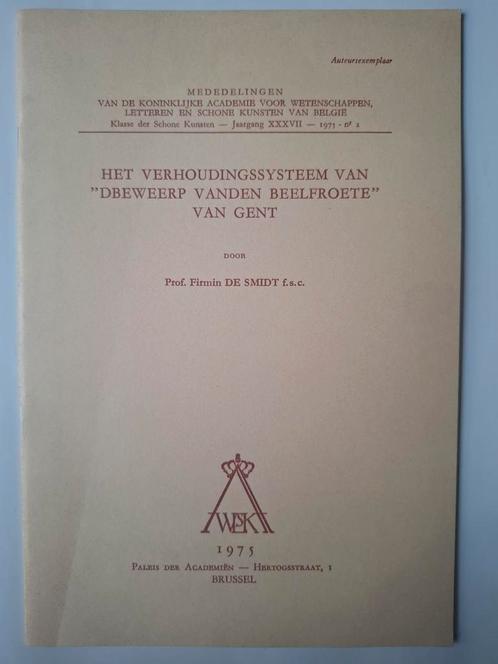 Auteursexemplaar
MEDEDELINGEN
VAN DE KONINKLIJKE ACADEMIE VOOR WETENSCHAPPEN,
LETTEREN EN SCHONE KUNSTEN VAN BELGIË
Klasse der Schone Kunsten — Jaargang XXXVII — 1975 - nr 2
HET VERHOUDINGSSYSTEEM VAN
"DBEWEERP VANDEN BEELFROETE"
VAN GENT
DOOR
Prof. Firmin DE SMIDT f.s.c.
1975
PALEIS DER ACADEMIËN — HERTOGSSTRAAT, 1
BRUSSEL